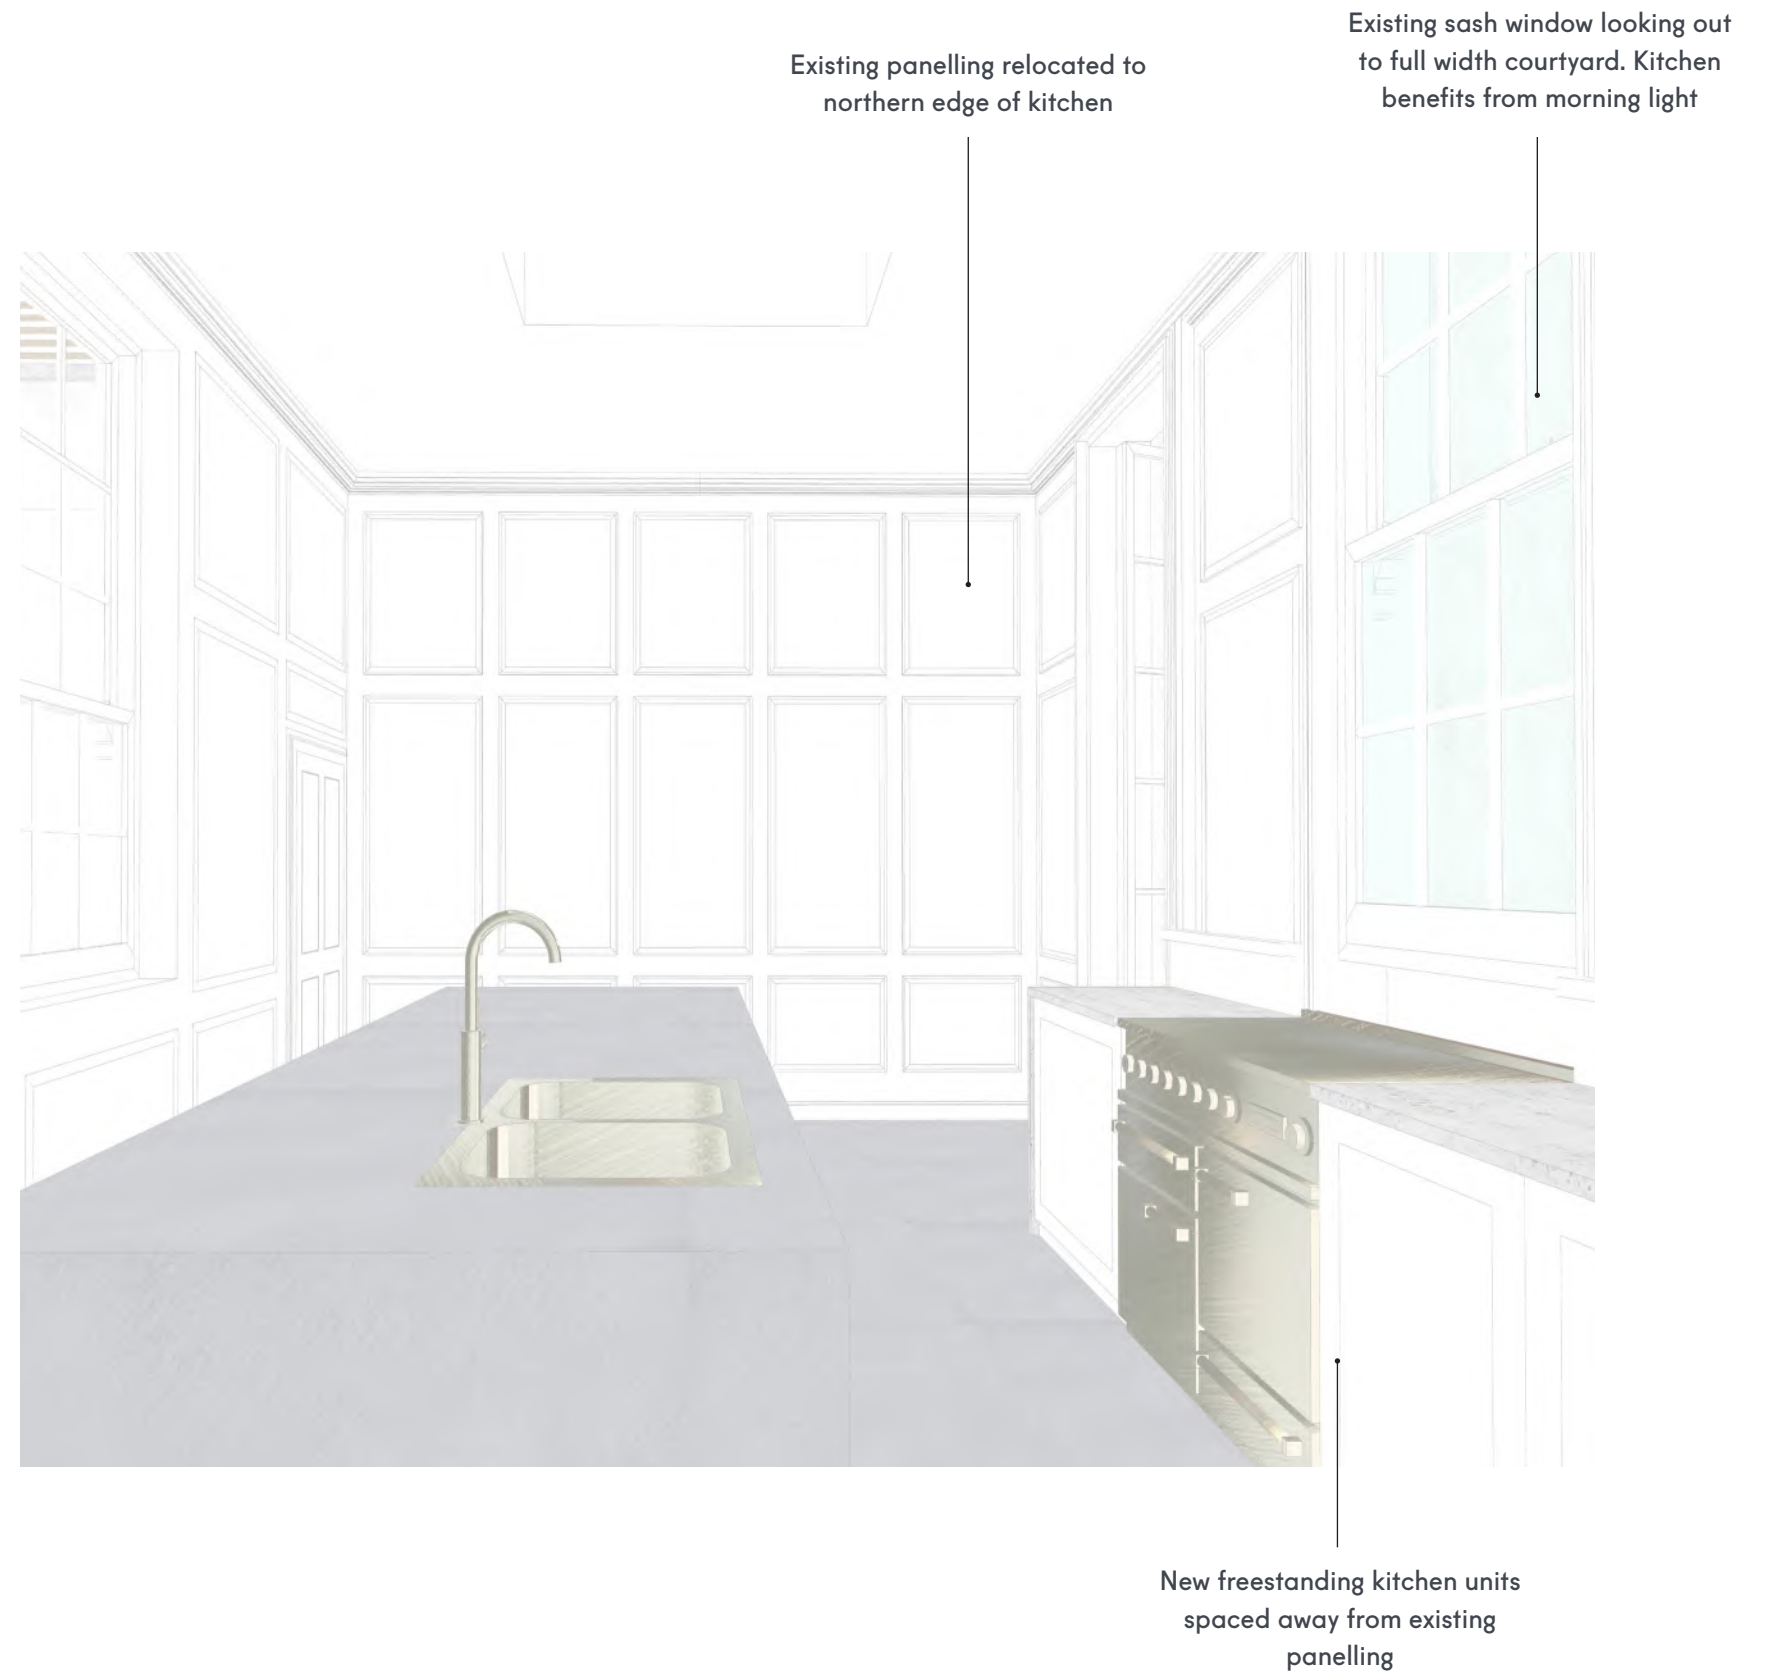 Existing panelling relocated to
northern edge of kitchen
Existing sash window looking out
to full width courtyard. Kitchen
benefits from morning light
New freestanding kitchen units
spaced away from existing
panelling